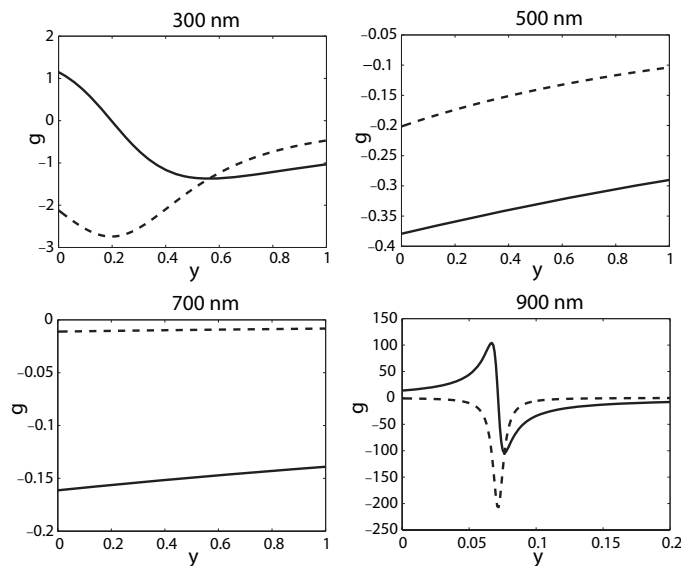 300 nm
2
1
0
–1
–2
–3
g
0 0.2 0.4 0.6 0.8 1
y
500 nm
–0.05
–0.1
–0.15
–0.2
–0.25
–0.3
–0.35
–0.4
g
0 0.2 0.4 0.6 0.8 1
y
700 nm
0
–0.05
–0.1
–0.15
–0.2
g
0 0.2 0.4 0.6 0.8 1
y
900 nm
150
100
50
0
–50
–100
–150
–200
–250
g
0 0.05 0.1 0.15 0.2
y